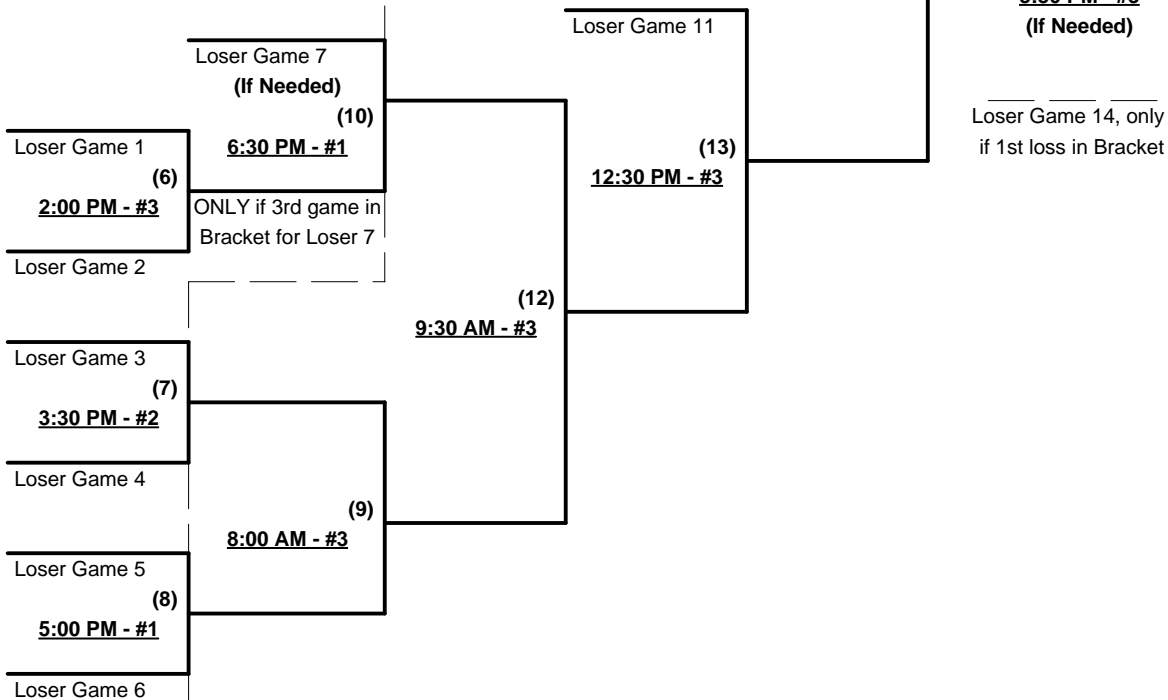 (If Needed)
Loser Game 14, only
if 1st loss in Bracket
Loser Game 11
(13)
12:30 PM - #3
Loser Game 7
(If Needed)
(10)
6:30 PM - #1
ONLY if 3rd game in
Bracket for Loser 7
Loser Game 1
(6)
2:00 PM - #3
Loser Game 2
(12)
9:30 AM - #3
Loser Game 3
(7)
3:30 PM - #2
Loser Game 4
(9)
8:00 AM - #3
Loser Game 5
(8)
5:00 PM - #1
Loser Game 6